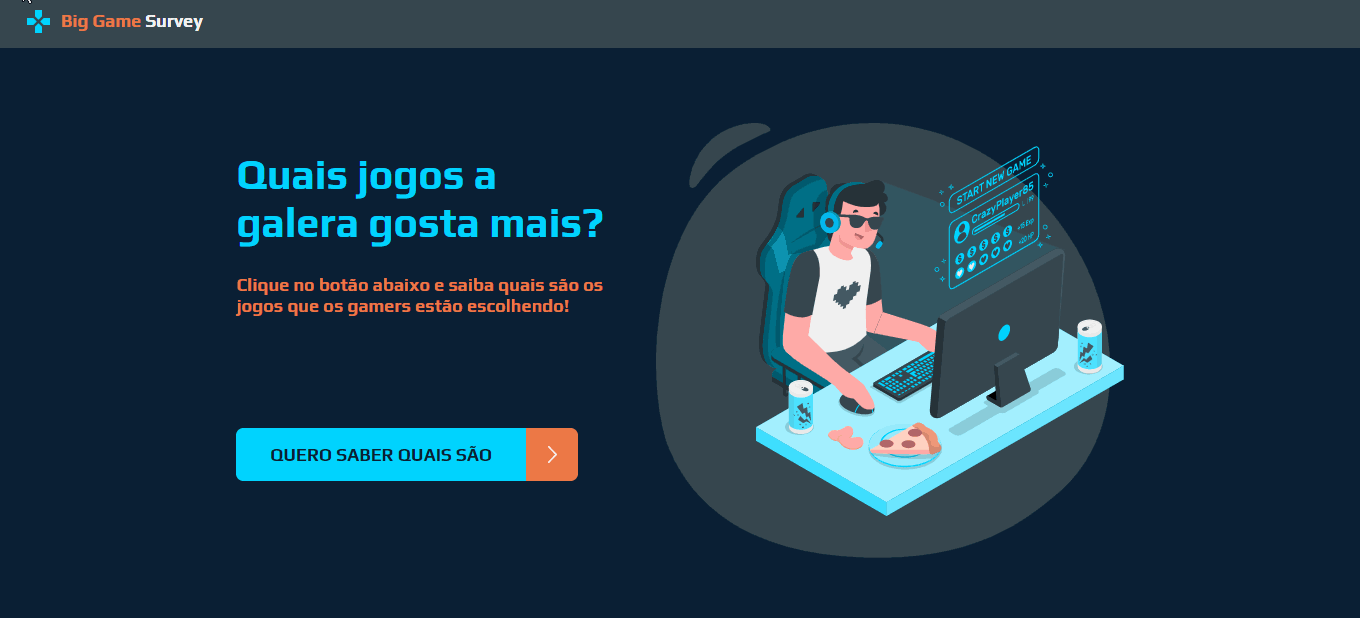 Big Game Survey
Quais jogos a
galera gosta mais?
Clique no botão abaixo e saiba quais são os
jogos que os gamers estão escolhendo!
QUERO SABER QUAIS SÃO
START NEW GAME
CrazyPlayer85